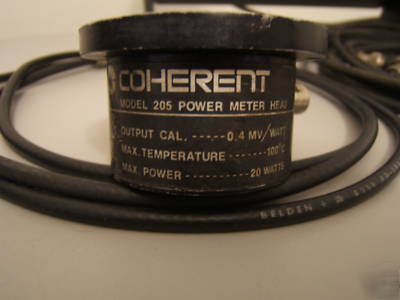 COHERENT
MODEL 205 POWER METER HEAD
OUTPUT CAL. ----- 0.4 MV/WATT
MAX. TEMPERATURE ------- 100°C
MAX. POWER -------- 20 WATTS
BELDEN